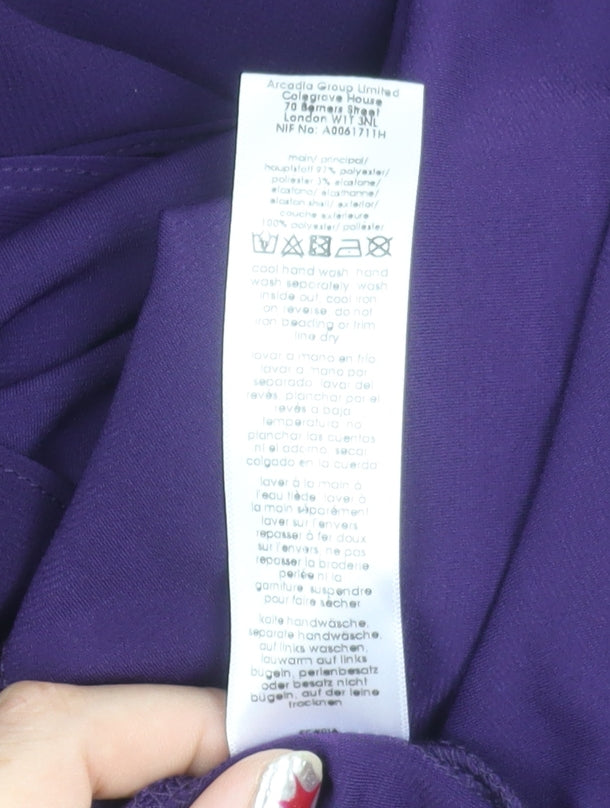 Arcadia Group Limited
Colegrave House
70 Berners Street
London W1T 3NL
NIF No: A0061711H
main/ principal/
hauptstoff 97% polyester/
poliester 3% elastane/
elastano/ elasthanne/
elastan shell/ exterior/
couche extérieure
100% polyester/ poliéster
cool hand wash. hand
wash separately. wash
inside out. cool iron
on reverse. do not
iron beading or trim.
line dry
lavar a mano en frío.
lavar a mano por
separado. lavar del
revés. planchar por el
revés a baja
temperatura. no
planchar las cuentas
ni el adorno. secar
colgado en la cuerda
laver à la main à
l'eau tiède. laver à
la main séparément.
laver sur l'envers.
repasser à fer doux
sur l'envers. ne pas
repasser la broderie
perlée ni la
garniture. suspendre
pour faire sécher
kalte handwäsche.
separate handwäsche.
auf links waschen.
lauwarm auf links
bügeln, perlenbesatz
oder besatz nicht
bügeln. auf der leine
trocknen